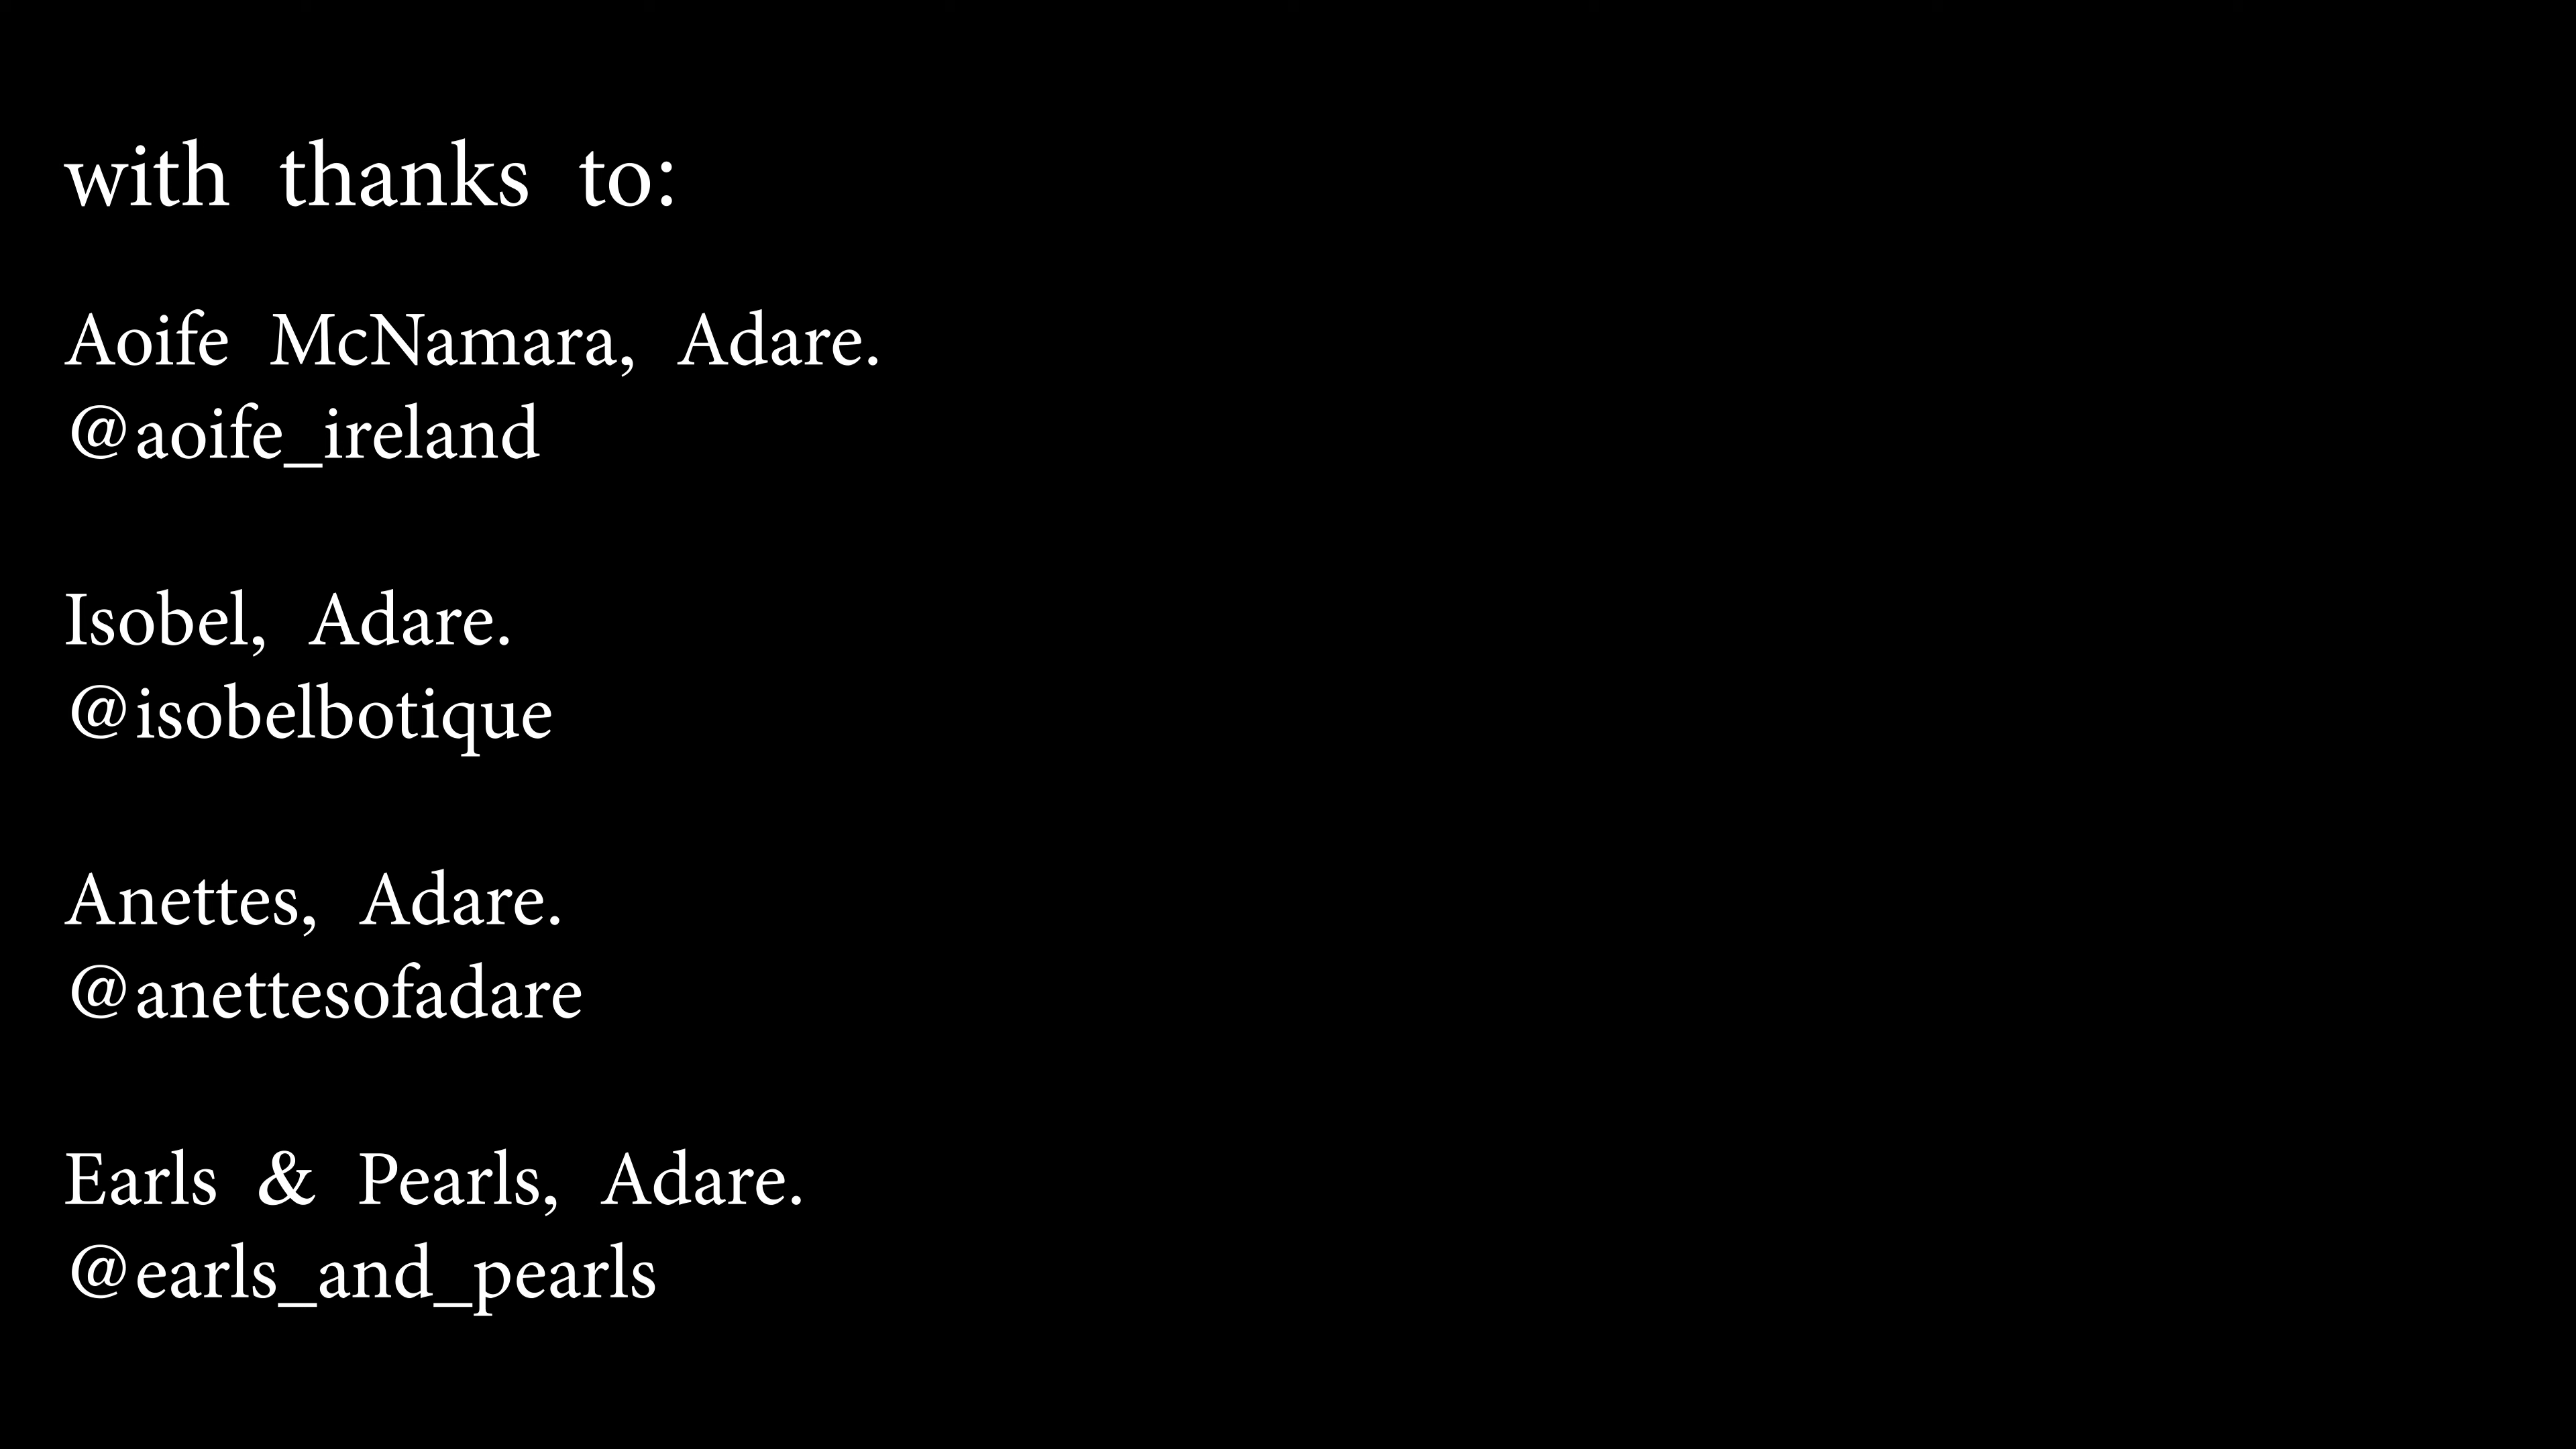 with thanks to:
Aoife McNamara, Adare.
@aoife_ireland
Isobel, Adare.
@isobelbotique
Anettes, Adare.
@anettesofadare
Earls & Pearls, Adare.
@earls_and_pearls